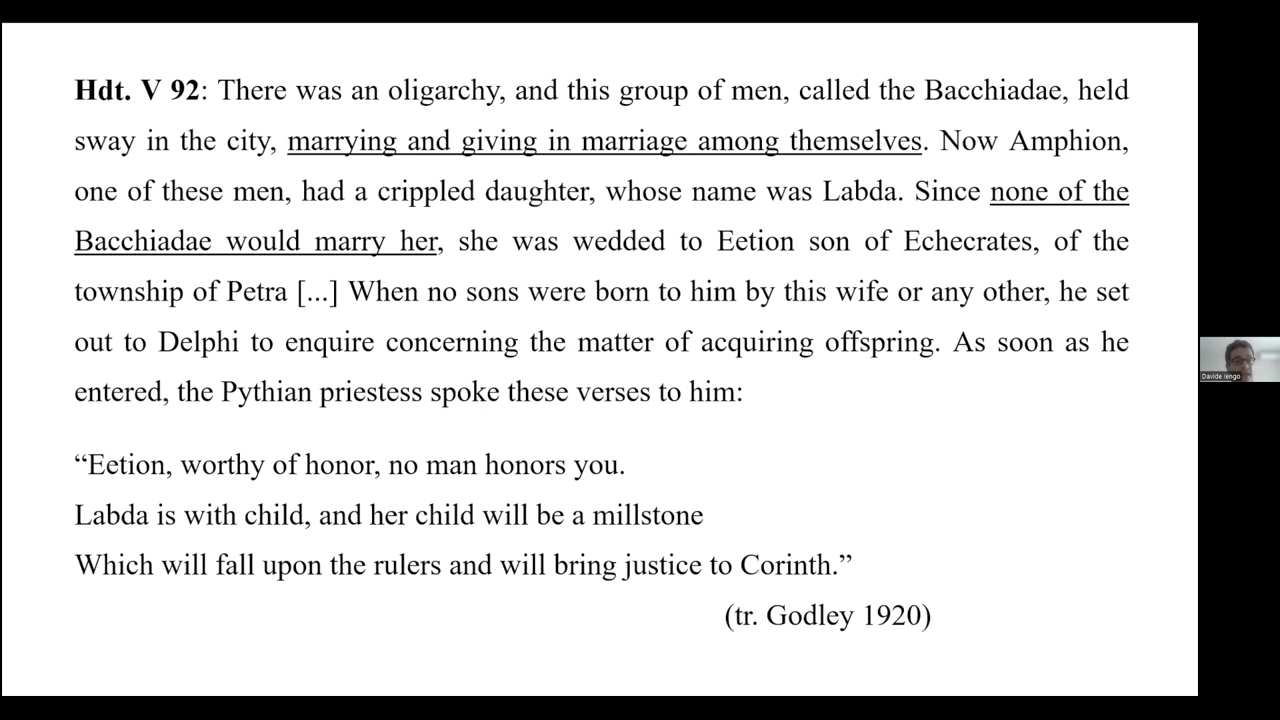 Hdt. V 92: There was an oligarchy, and this group of men, called the Bacchiadae, held
sway in the city, marrying and giving in marriage among themselves. Now Amphion,
one of these men, had a crippled daughter, whose name was Labda. Since none of the
Bacchiadae would marry her, she was wedded to Eetion son of Echecrates, of the
township of Petra [...] When no sons were born to him by this wife or any other, he set
out to Delphi to enquire concerning the matter of acquiring offspring. As soon as he
entered, the Pythian priestess spoke these verses to him:
“Eetion, worthy of honor, no man honors you.
Labda is with child, and her child will be a millstone
Which will fall upon the rulers and will bring justice to Corinth.”
(tr. Godley 1920)
Davide Iengo